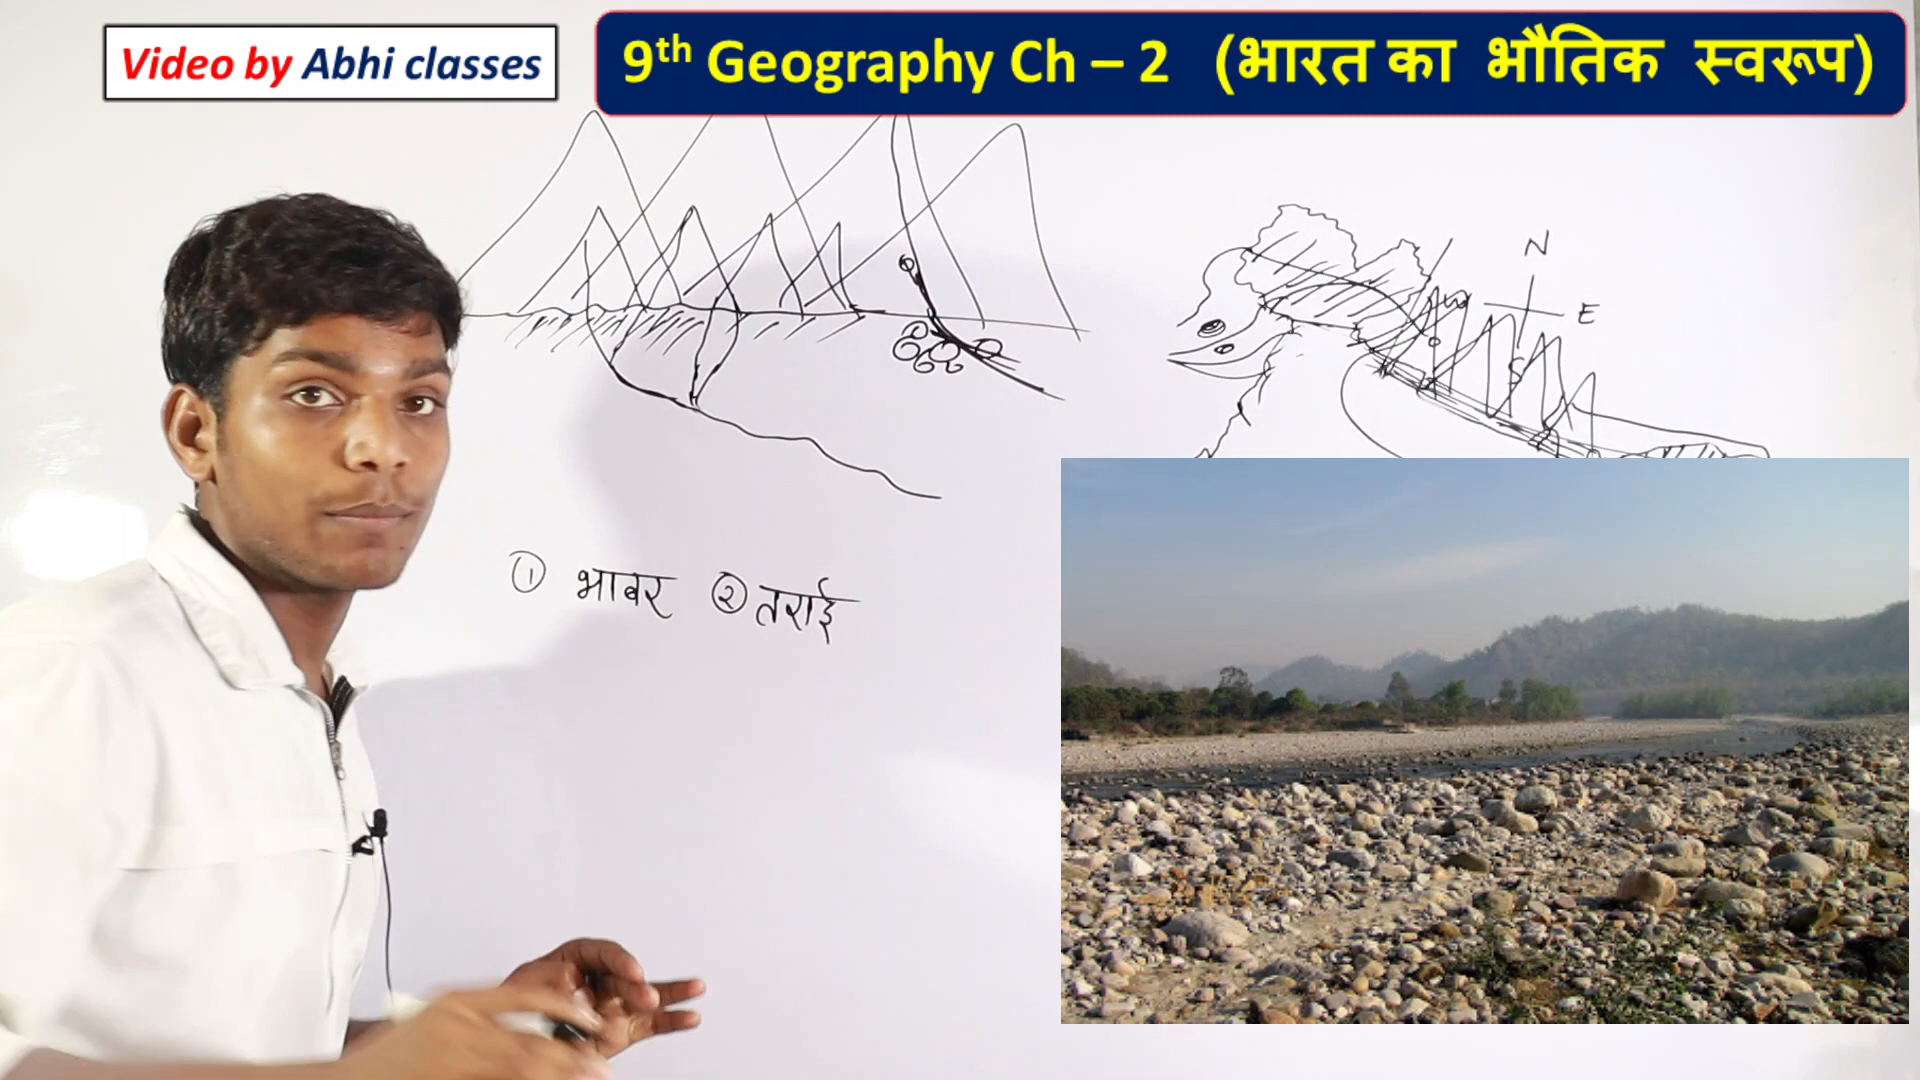 Video by Abhi classes
9th Geography Ch – 2 (भारत का भौतिक स्वरूप)
N
E
S
① भाबर ② तराई